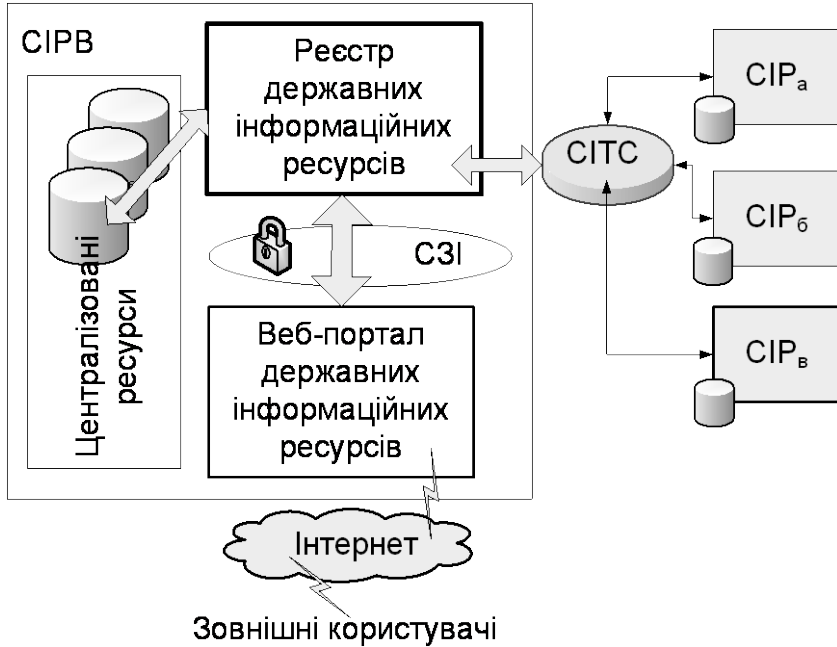 СІРВ
Реєстр
державних
інформаційних
ресурсів
Централізовані
ресурси
СЗІ
Веб-портал
державних
інформаційних
ресурсів
Інтернет
Зовнішні користувачі
СІТС
СІРа
СІРб
СІРв